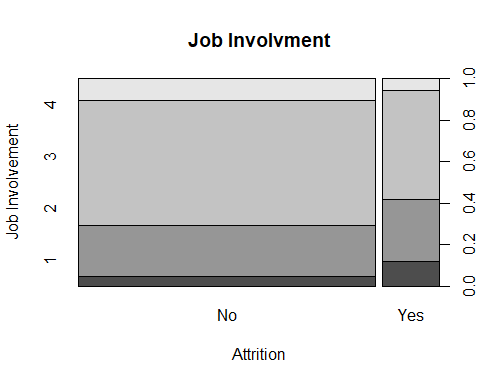 Job Involvment
Job Involvement
4
3
2
1
1.0
0.8
0.6
0.4
0.2
0.0
No
Yes
Attrition